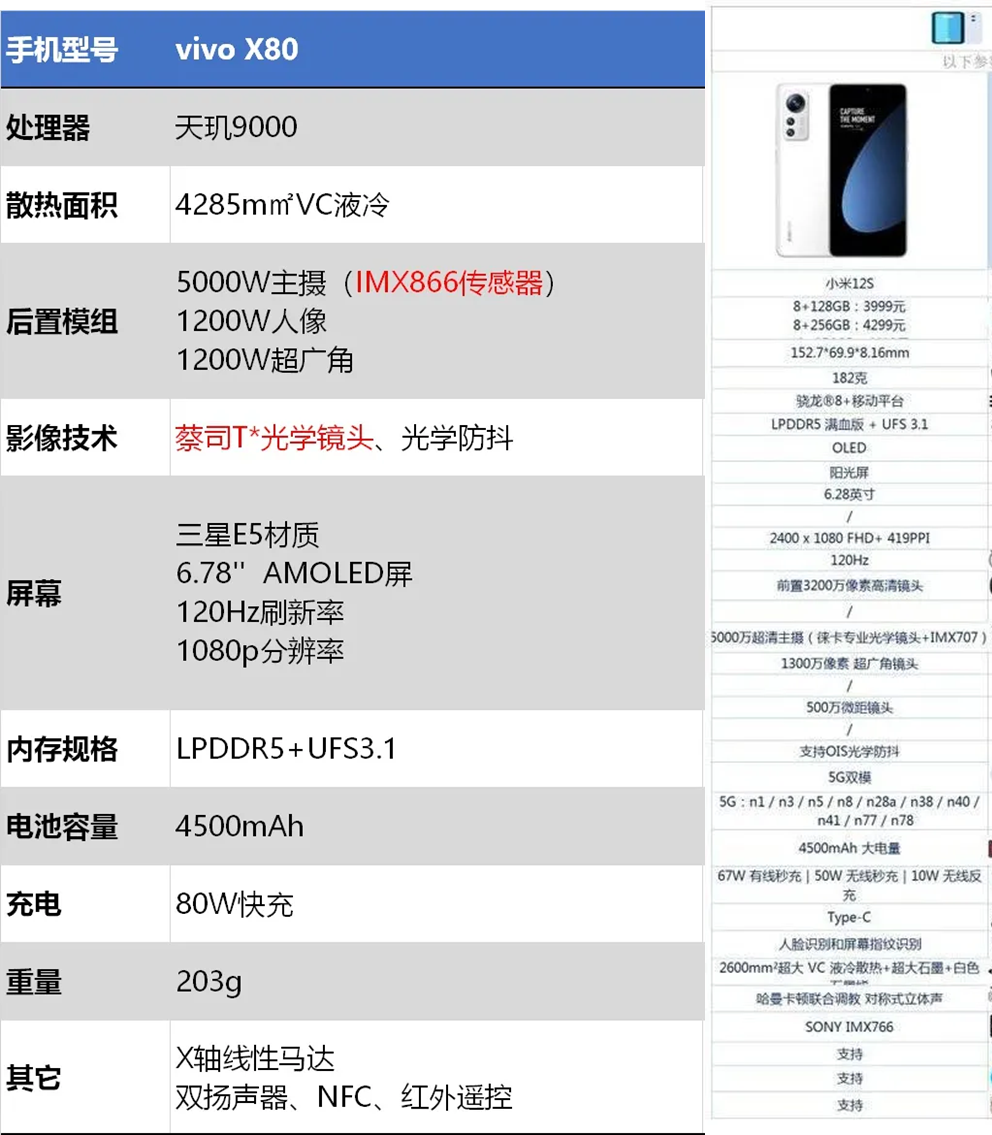 手机型号 vivo X80
处理器 天玑9000
散热面积 4285m㎡VC液冷
后置模组 5000W主摄（IMX866传感器）
1200W人像
1200W超广角
影像技术 蔡司T*光学镜头、光学防抖
屏幕 三星E5材质
6.78'' AMOLED屏
120Hz刷新率
1080p分辨率
内存规格 LPDDR5+UFS3.1
电池容量 4500mAh
充电 80W快充
重量 203g
其它 X轴线性马达
双扬声器、NFC、红外遥控
以下参
CAPTURE
THE MOMENT
小米12S
8+128GB：3999元
8+256GB：4299元
152.7*69.9*8.16mm
182克
骁龙®8+移动平台
LPDDR5 满血版 + UFS 3.1
OLED
阳光屏
6.28英寸
/
2400 x 1080 FHD+ 419PPI
120Hz
前置3200万像素高清镜头
/
5000万超清主摄（徕卡专业光学镜头+IMX707）
1300万像素 超广角镜头
/
500万微距镜头
/
支持OIS光学防抖
5G双模
5G：n1 / n3 / n5 / n8 / n28a / n38 / n40 /
n41 / n77 / n78
4500mAh 大电量
67W 有线秒充 | 50W 无线秒充 | 10W 无线反
充
Type-C
人脸识别和屏幕指纹识别
2600mm²超大 VC 液冷散热+超大石墨+白色
哈曼卡顿联合调教 对称式立体声
SONY IMX766
支持
支持
支持